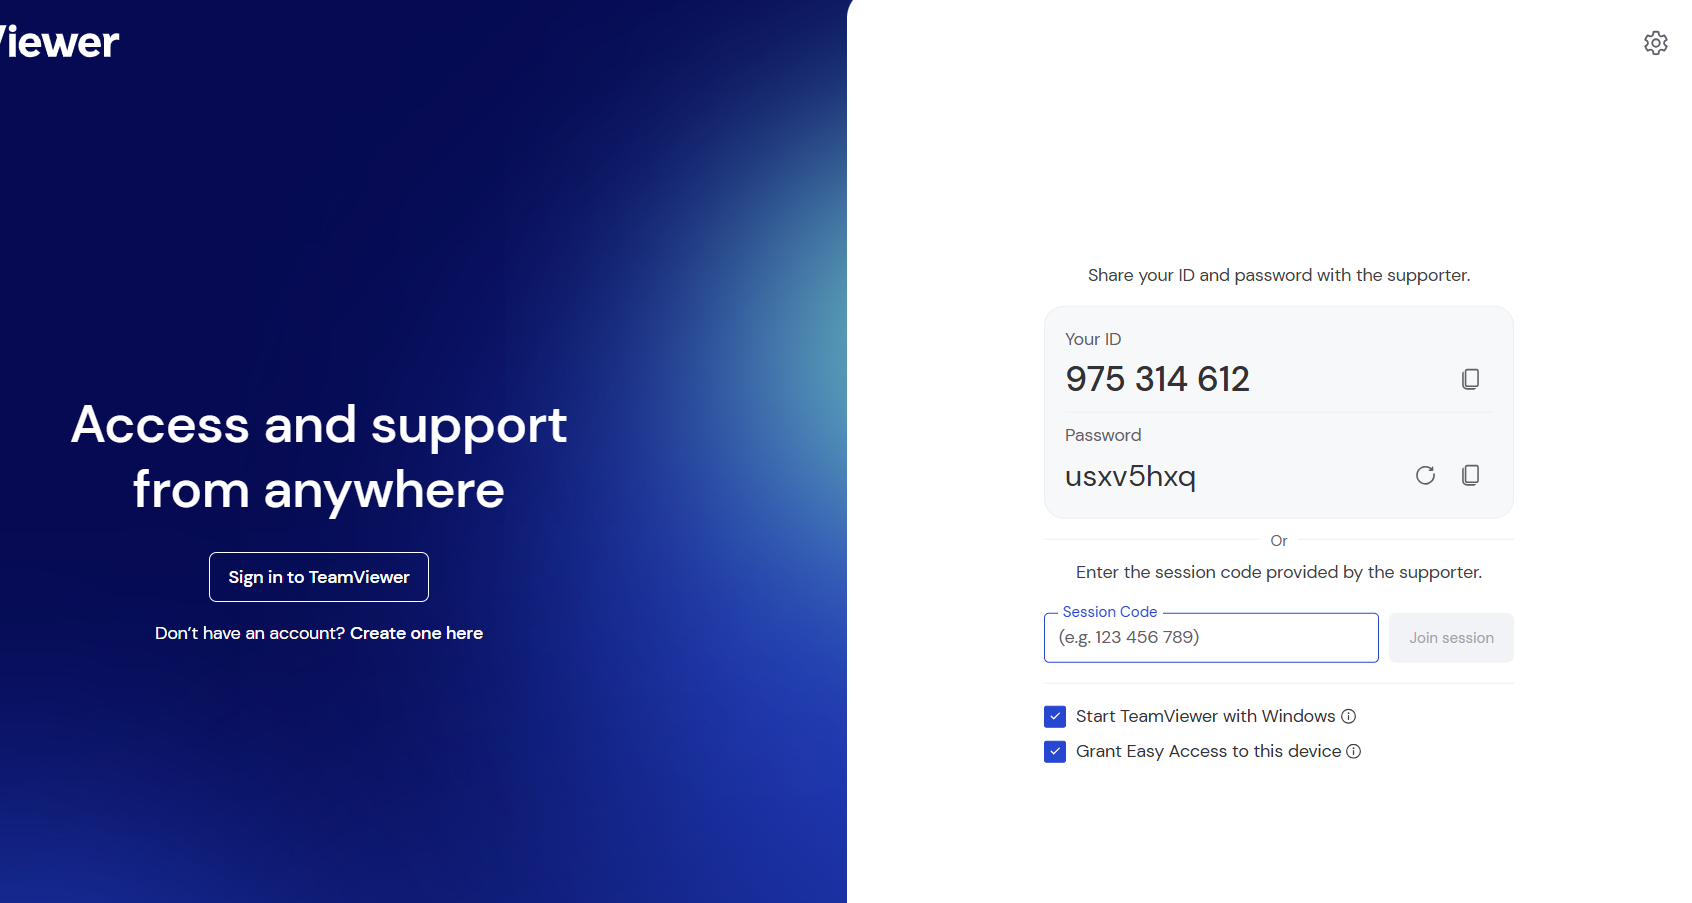 Viewer
Access and support
from anywhere
Sign in to TeamViewer
Don’t have an account? Create one here
Share your ID and password with the supporter.
Your ID
975 314 612
Password
usxv5hxq
Or
Enter the session code provided by the supporter.
Session Code
(e.g. 123 456 789)
Join session
Start TeamViewer with Windows
Grant Easy Access to this device